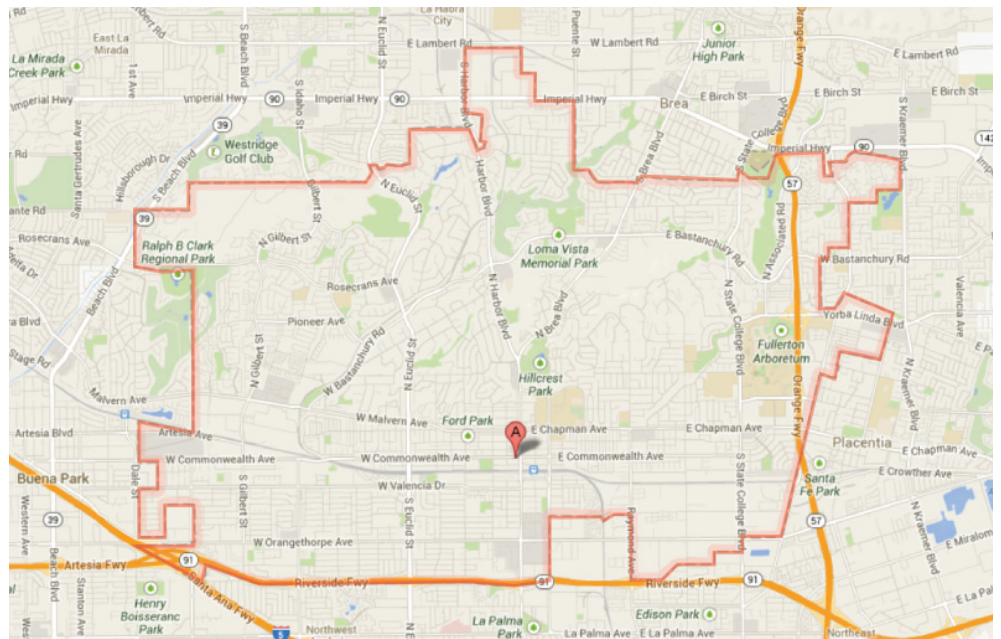 East La
Mirada
La Mirada
Creek Park
1st Ave
S Beach Blvd
N Euclid St
La Habra
City
E Lambert Rd
Puente St
W Lambert Rd
Junior
High Park
Orange Fwy
E Lambert Rd
Imperial Hwy
Imperial Hwy
90
S Idaho St
Imperial Hwy
90
S Harbor Blvd
Imperial Hwy
Brea
E Birch St
E Birch St
S Kraemer Blvd
Santa Gertrudes Ave
39
Westridge
Golf Club
Hillsborough Dr
S Beach Blvd
S Brea Blvd
S State College Blvd
Imperial Hwy
90
142
57
Gilbert St
N Euclid St
Harbor Blvd
39
Rosecrans Ave
Ralph B Clark
Regional Park
N Gilbert St
Loma Vista
Memorial Park
E Bastanchury Rd
N Associated Rd
W Bastanchury Rd
Beach Blvd
Rosecrans Ave
N Harbor Blvd
N Brea Blvd
N State College Blvd
Valencia Ave
Pioneer Ave
Yorba Linda Blvd
Stage Rd
N Gilbert St
W Bastanchury Rd
N Euclid St
Hillcrest
Park
Fullerton
Arboretum
Orange Fwy
N Kraemer Blvd
Malvern Ave
W Malvern Ave
Ford Park
A
E Chapman Ave
E Chapman Ave
Placentia
E Chapman Ave
Artesia Blvd
Artesia Ave
W Commonwealth Ave
W Commonwealth Ave
E Commonwealth Ave
E Crowther Ave
Buena Park
Dale St
S Gilbert St
W Valencia Dr
S Euclid St
S State College Blvd
Santa
Fe Park
39
Western Ave
Raymond Ave
57
N Kraemer Blvd
W Orangethorpe Ave
E Miralom
Artesia Fwy
91
Riverside Fwy
91
Riverside Fwy
91
Beach Blvd
Stanton Ave
Henry
Boisseranc
Park
Santa Ana Fwy
5
Northwest
La Palma
Park
Edison Park
La Palma Ave
E La Palma Ave
E La Pa
Northeast